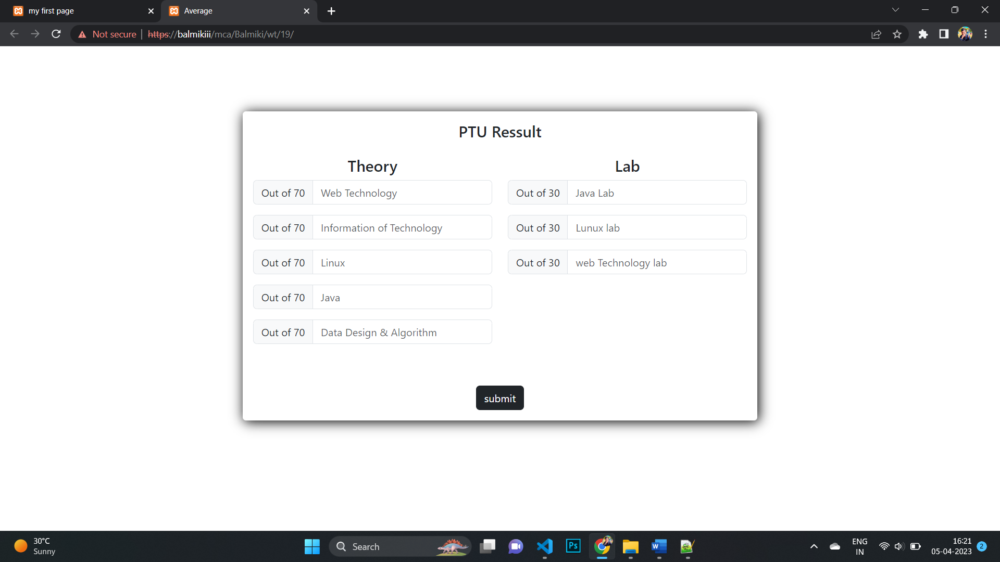 my first page
Average
Not secure
https://balmikiii/mca/Balmiki/wt/19/
PTU Ressult
Theory
Out of 70 Web Technology
Out of 70 Information of Technology
Out of 70 Linux
Out of 70 Java
Out of 70 Data Design & Algorithm
Lab
Out of 30 Java Lab
Out of 30 Lunux lab
Out of 30 web Technology lab
submit
30°C
Sunny
Search
Ps
W
ENG
IN
16:21
05-04-2023
2